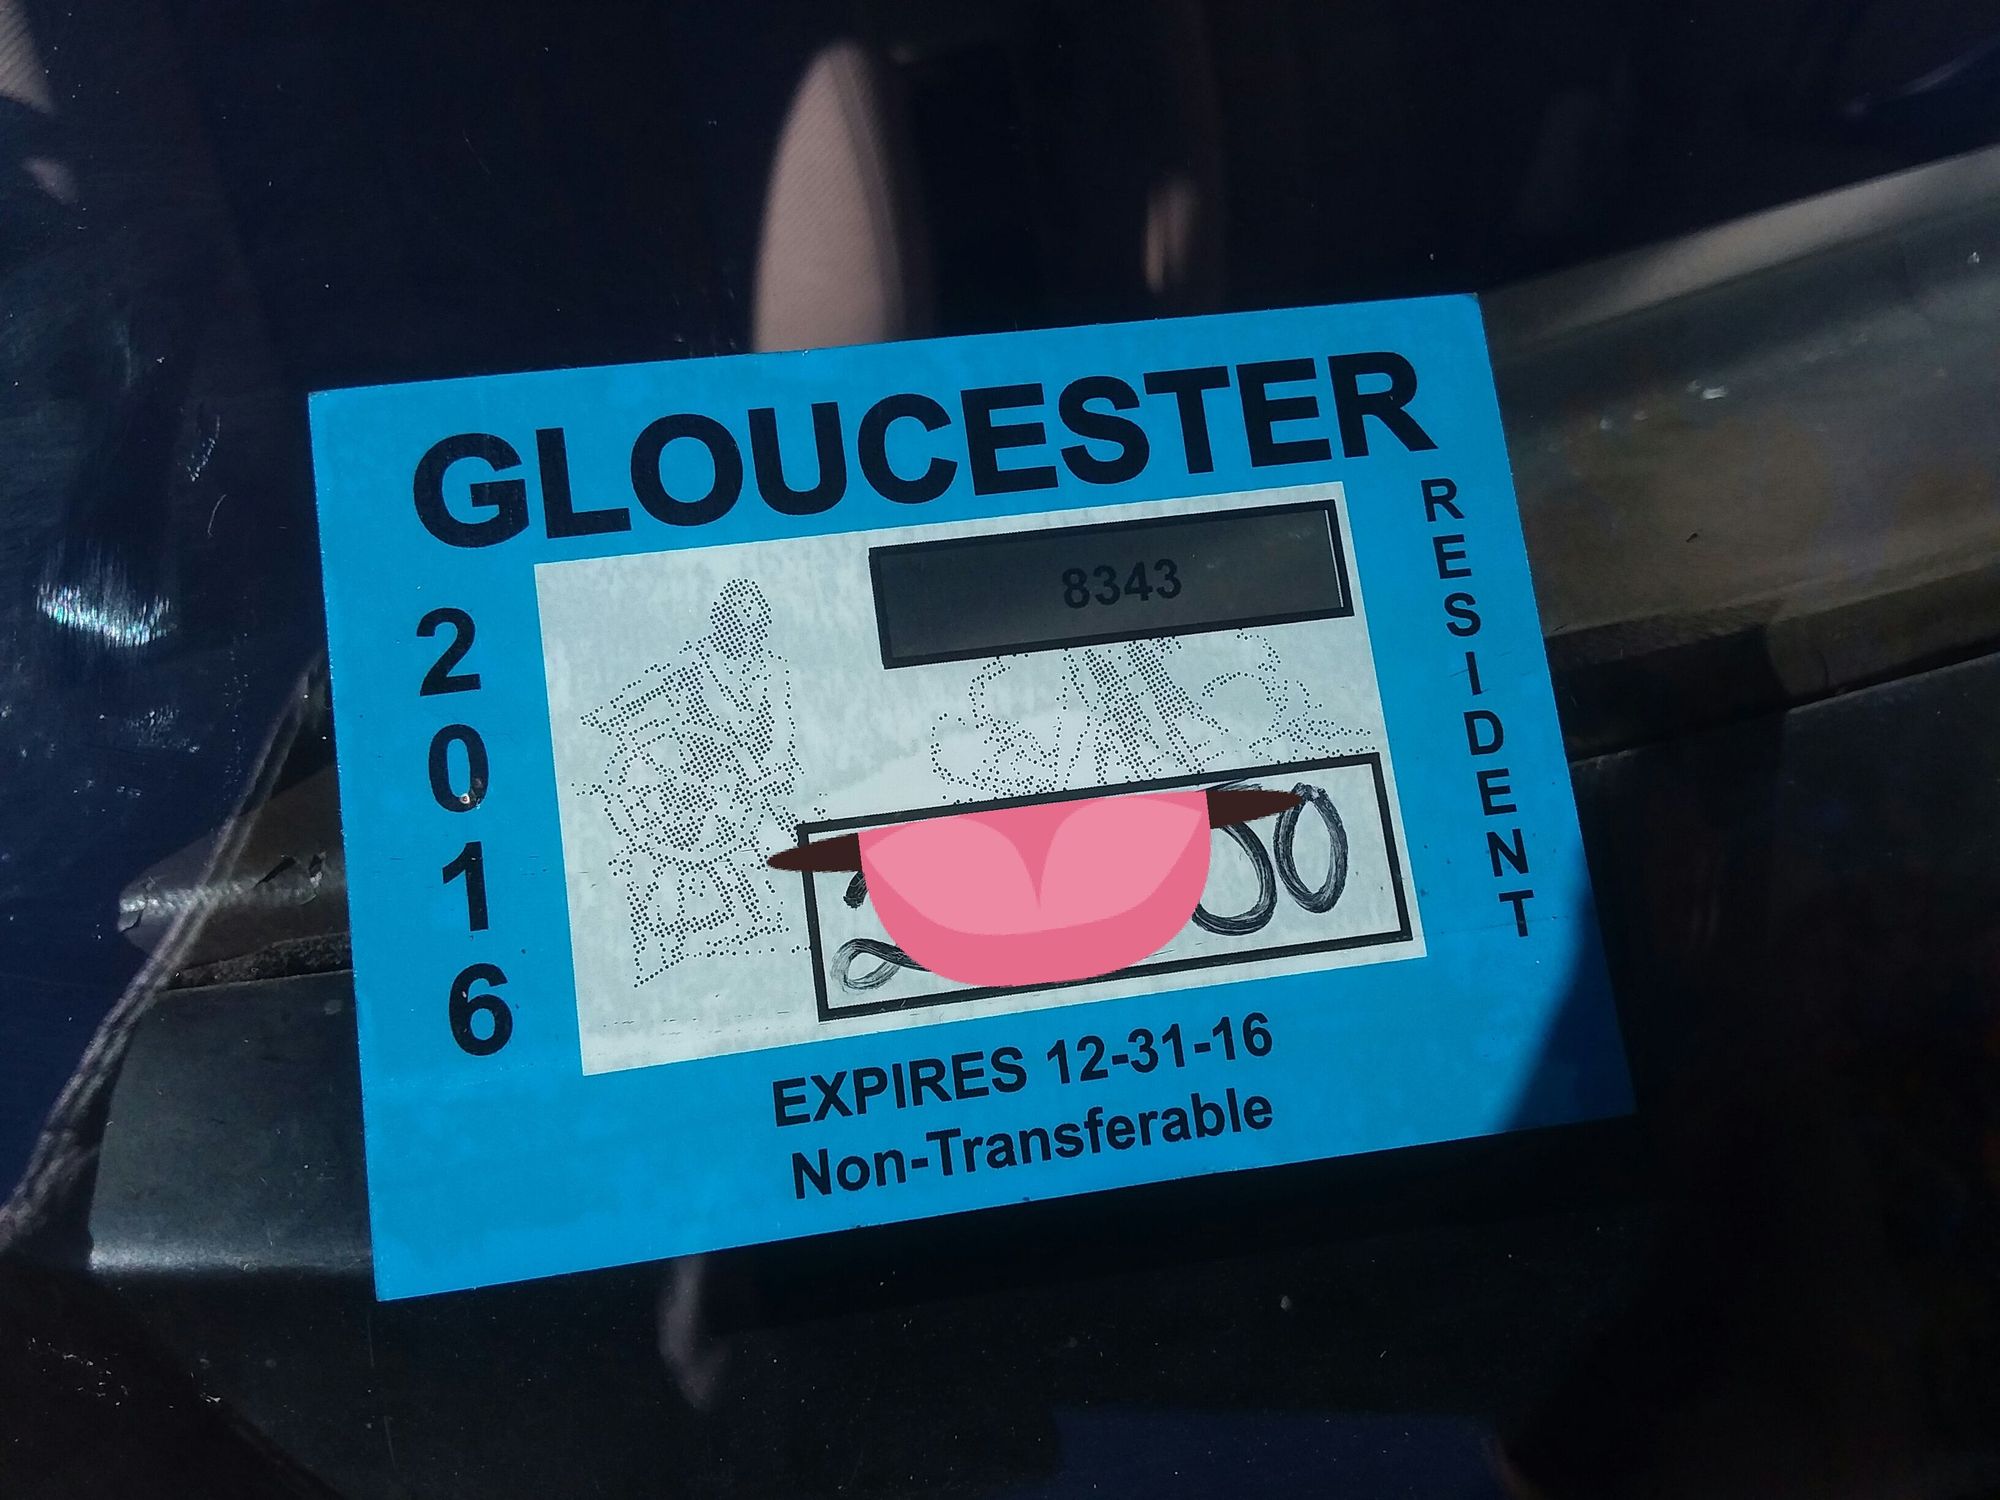 GLOUCESTER
2016
8343
RESIDENT
EXPIRES 12-31-16
Non-Transferable